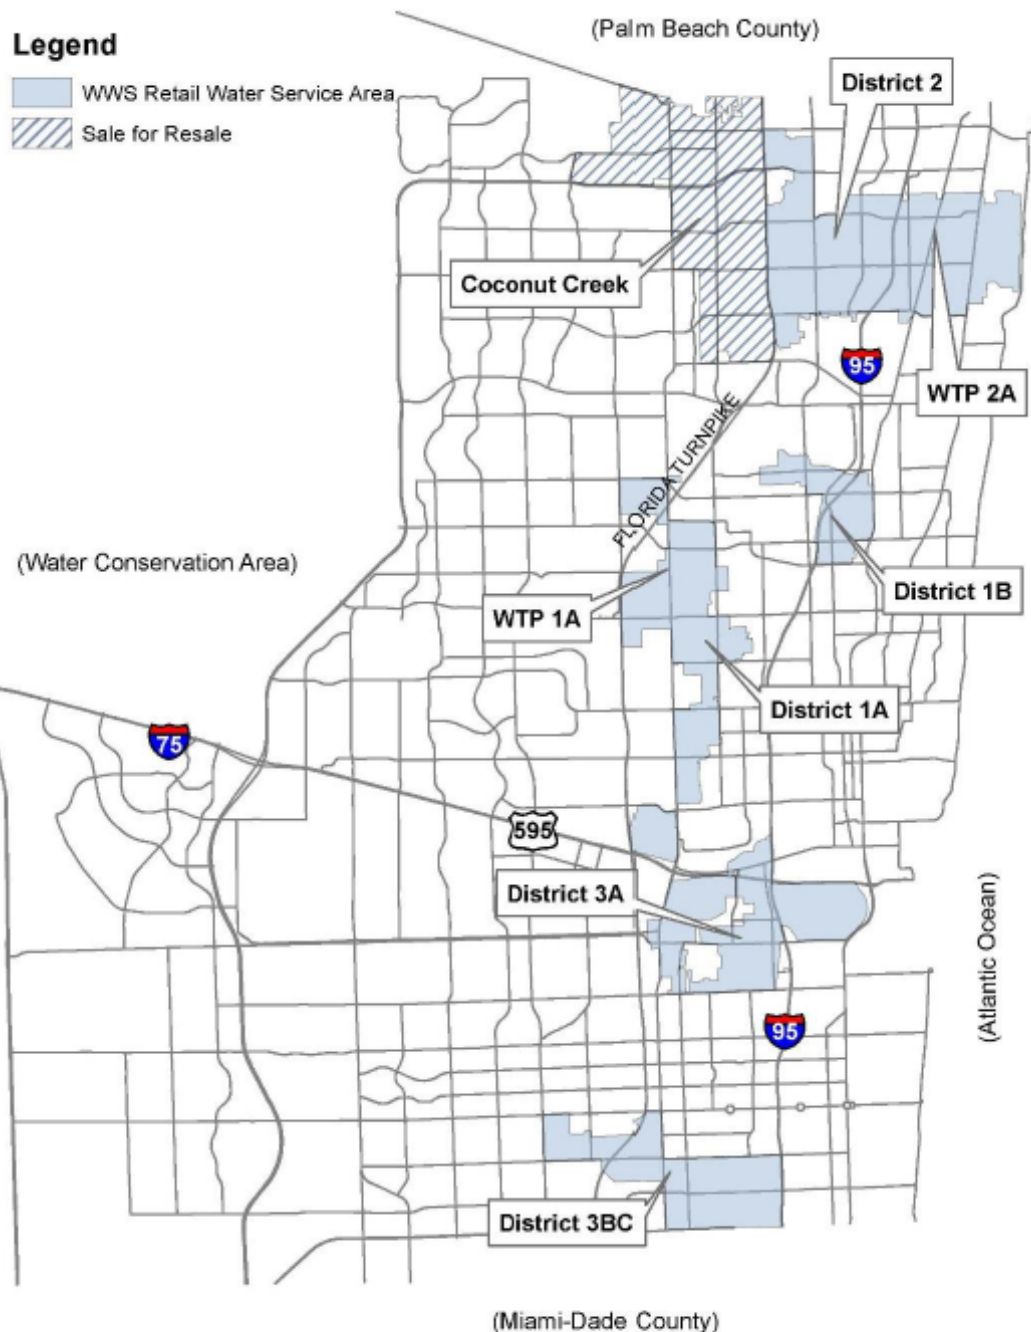 (Palm Beach County)
Legend
WWS Retail Water Service Area
Sale for Resale
District 2
Coconut Creek
95
WTP 2A
FLORIDA TURNPIKE
(Water Conservation Area)
WTP 1A
District 1B
District 1A
75
595
District 3A
(Atlantic Ocean)
95
District 3BC
(Miami-Dade County)